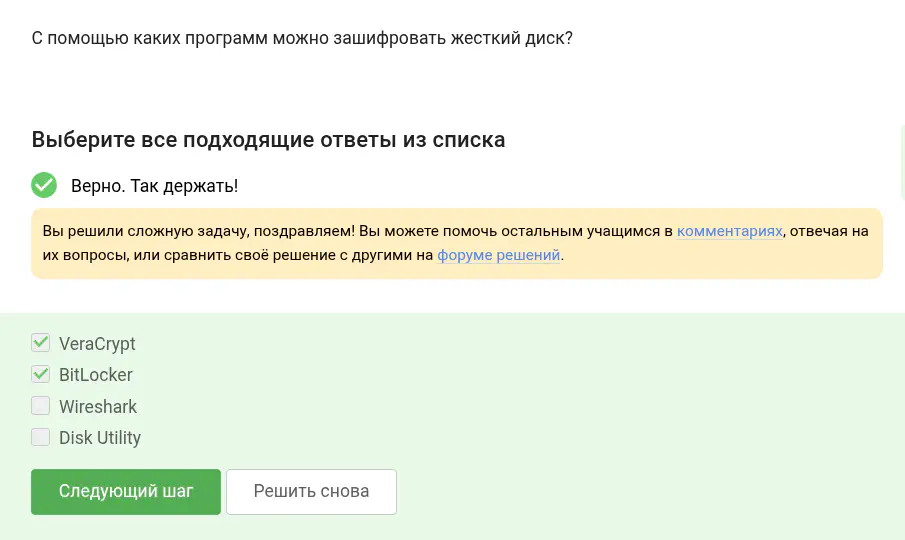 С помощью каких программ можно зашифровать жесткий диск?
Выберите все подходящие ответы из списка
Верно. Так держать!
Вы решили сложную задачу, поздравляем! Вы можете помочь остальным учащимся в комментариях, отвечая на
их вопросы, или сравнить своё решение с другими на форуме решений.
VeraCrypt
BitLocker
Wireshark
Disk Utility
Следующий шаг Решить снова